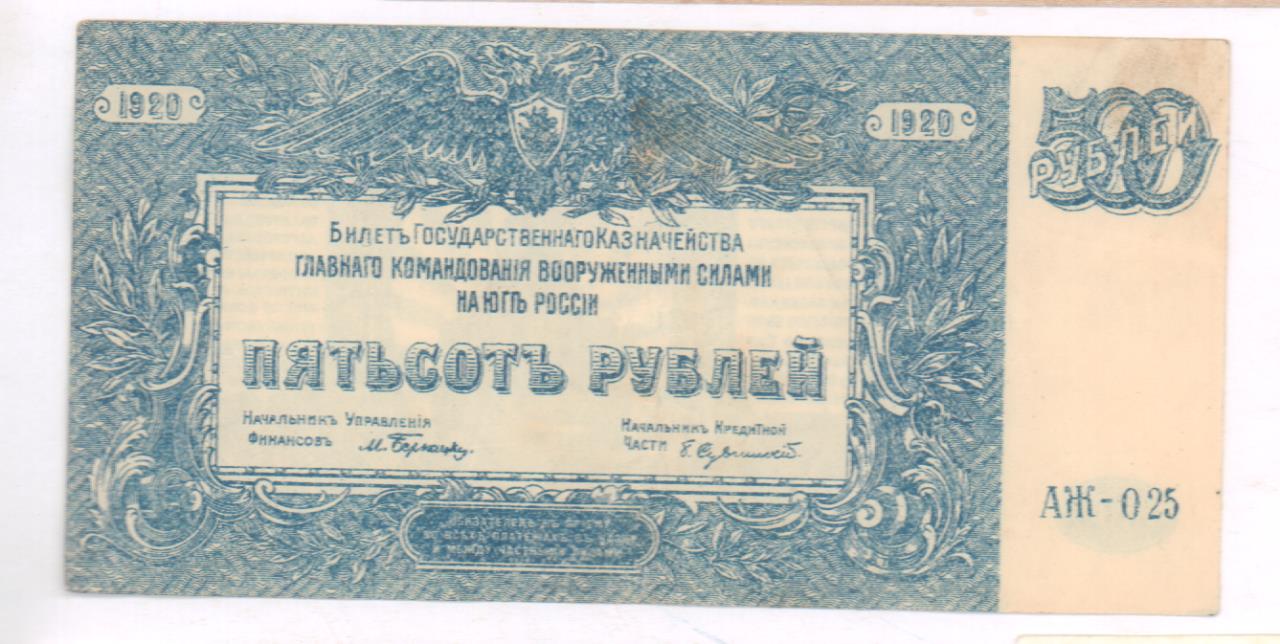 1920
1920
500
РУБЛЕЙ
БИЛЕТЪ ГОСУДАРСТВЕННАГО КАЗНАЧЕЙСТВА
ГЛАВНАГО КОМАНДОВАНІЯ ВООРУЖЕННЫМИ СИЛАМИ
НА ЮГѢ РОССІИ
ПЯТЬСОТЪ РУБЛЕЙ
НАЧАЛЬНИКЪ УПРАВЛЕНІЯ
ФИНАНСОВЪ
НАЧАЛЬНИКЪ КРЕДИТНОЙ
ЧАСТИ
М. Бернацкій
АЖ-025